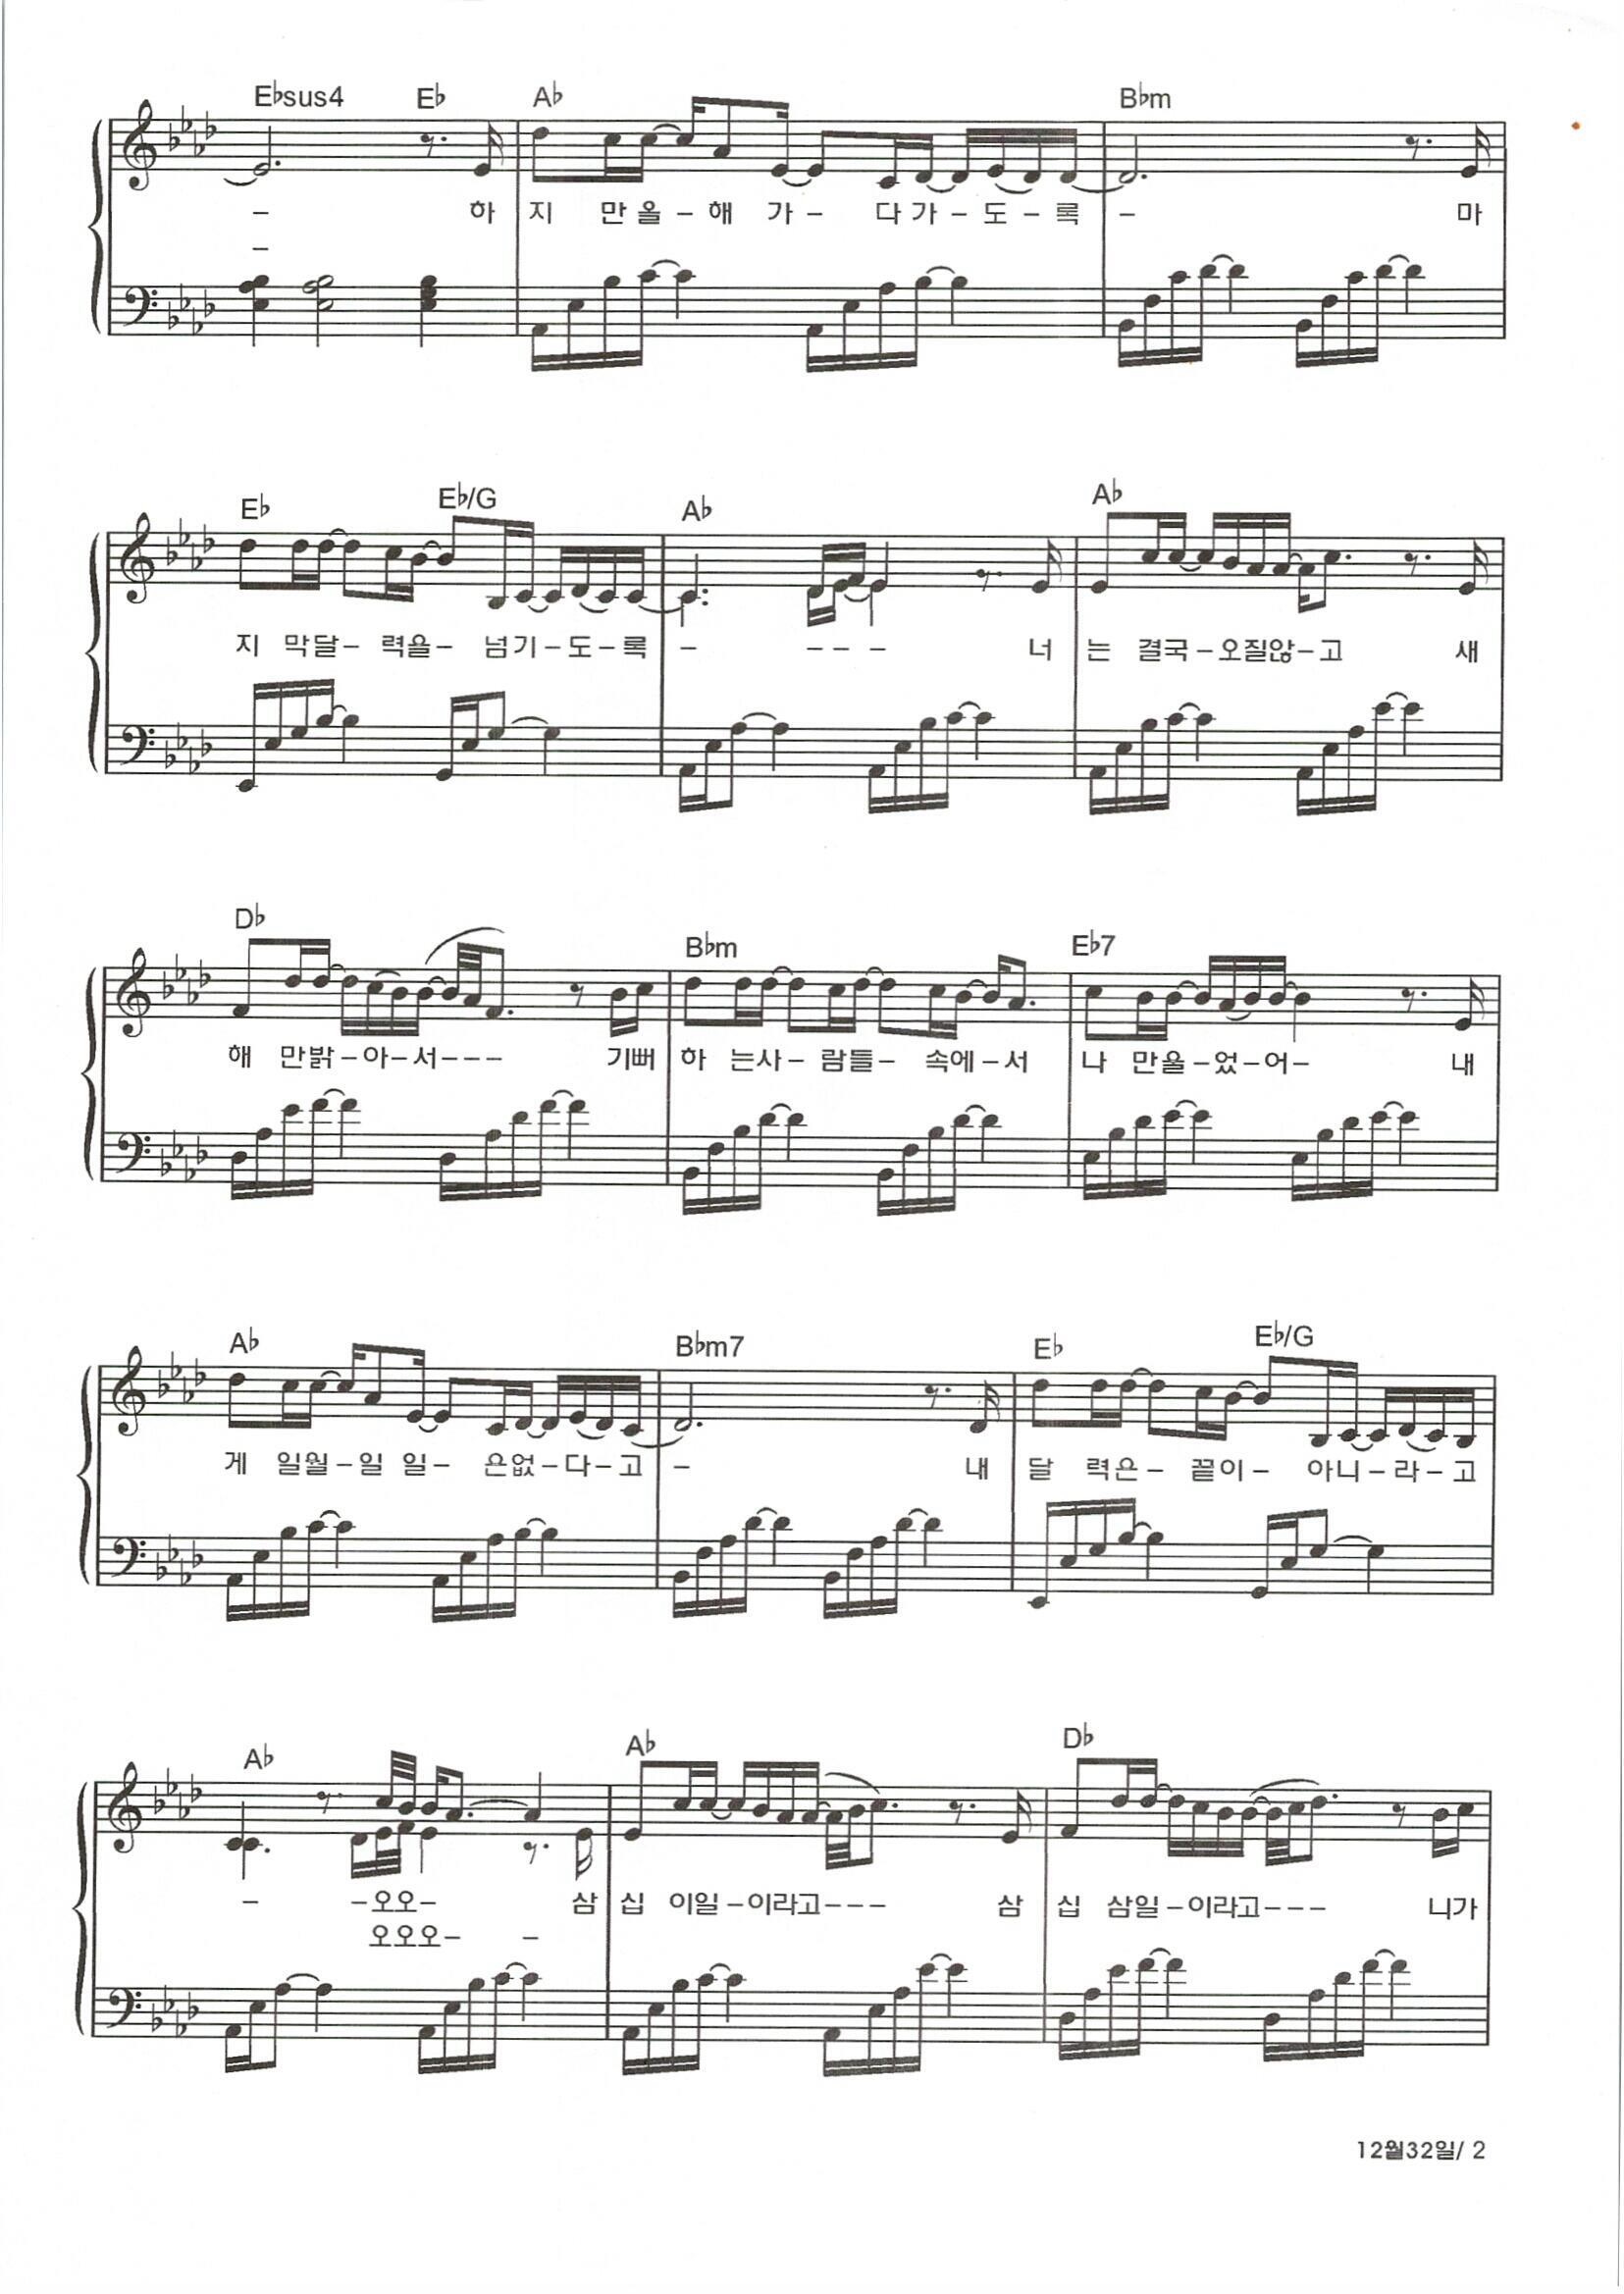 E♭sus4 E♭ A♭ B♭m
– 하 지 만 올 – 해 가 – 다 가 – 도 – 록 – 마
–
E♭ E♭/G A♭ A♭
지 막달 – 력을 – 넘기 – 도 – 록 – – – – 너 는 결국 – 오질않 – 고 새
D♭ B♭m E♭7
해 만밝 – 아 – 서 – – – 기뻐 하 는사 – 람들 – 속에 – 서 나 만울 – 었 – 어 – 내
A♭ B♭m7 E♭ E♭/G
게 일월 – 일 일 – 은없 – 다 – 고 – 내 달 력은 – 끝이 – 아니 – 라 – 고
A♭ A♭ D♭
– – 오오 – 삼 십 이일 – 이라고 – – – 삼 십 삼일 – 이라고 – – – 니가
오오오 – –
12월32일/ 2